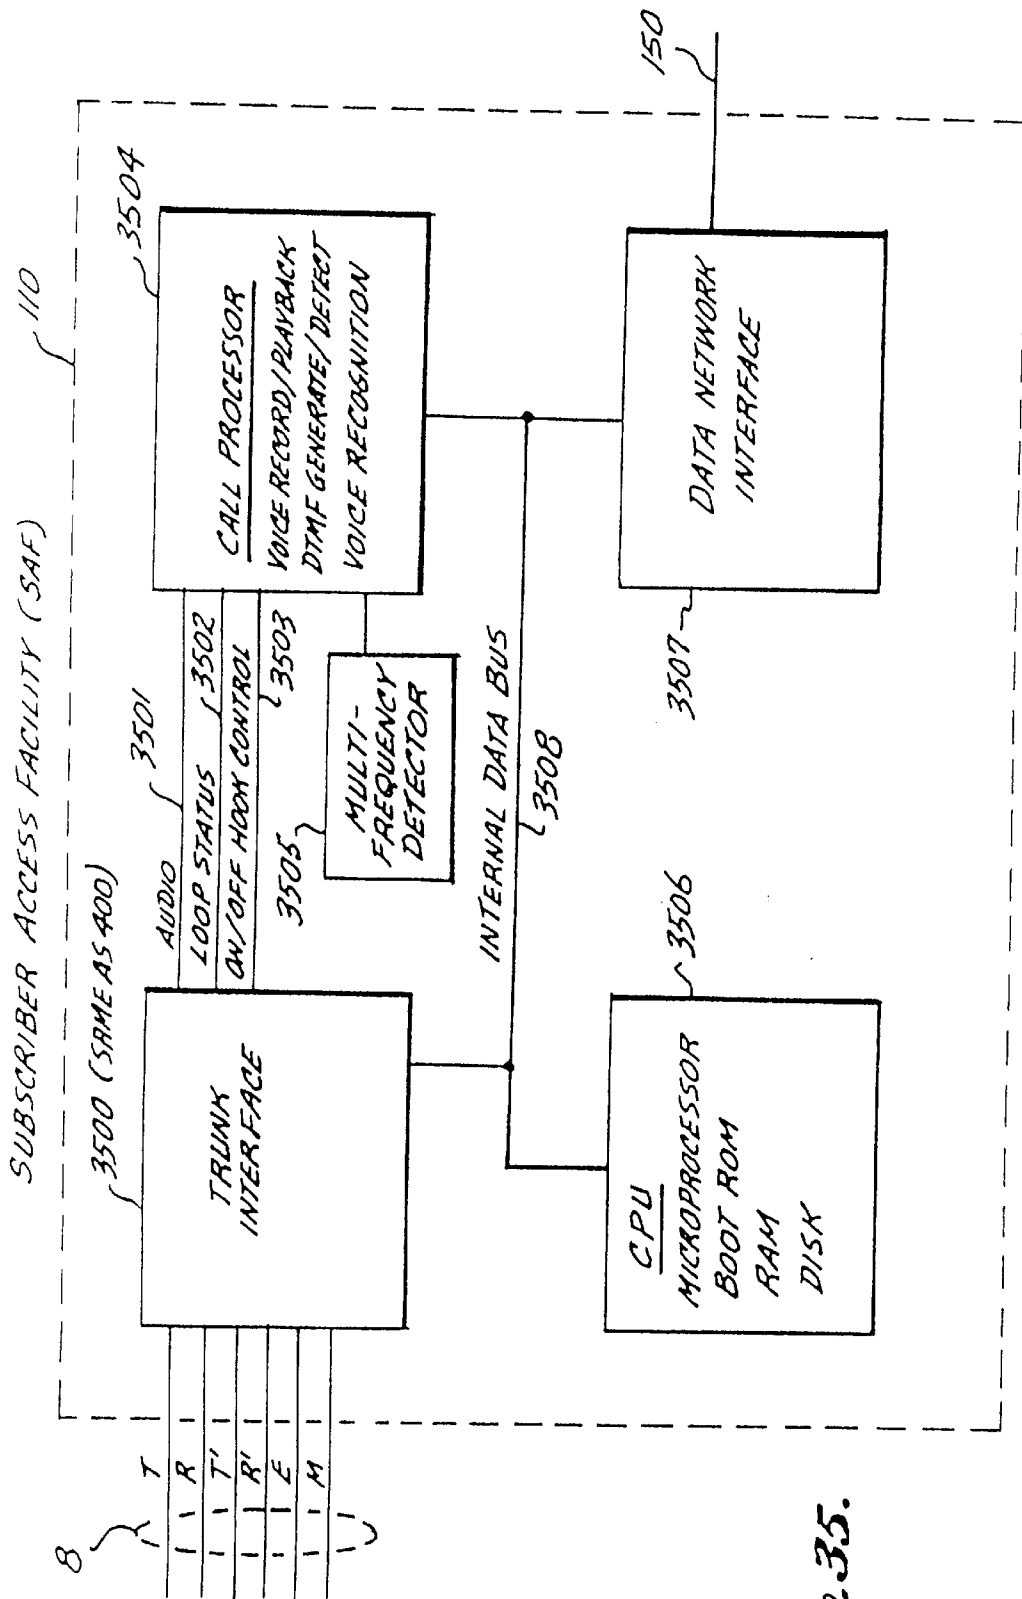 SUBSCRIBER ACCESS FACILITY (SAF)
110
3500 (SAME AS 400)
8
T
R
T'
R'
E
M
TRUNK
INTERFACE
AUDIO
3501
LOOP STATUS
3502
ON/OFF HOOK CONTROL
3503
3504
CALL PROCESSOR
VOICE RECORD/PLAYBACK
DTMF GENERATE/DETECT
VOICE RECOGNITION
3505
MULTI-
FREQUENCY
DETECTOR
INTERNAL DATA BUS
3508
3506
CPU
MICROPROCESSOR
BOOT ROM
RAM
DISK
3507
DATA NETWORK
INTERFACE
150
35.